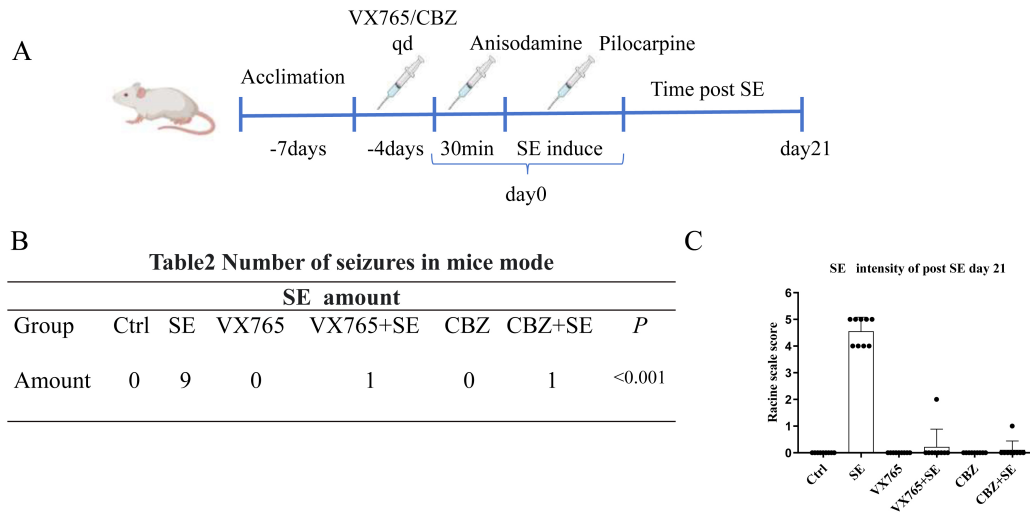 A
VX765/CBZ
qd
Anisodamine
Pilocarpine
Acclimation
Time post SE
-7days
-4days
30min
SE induce
day21
day0
B
Table2 Number of seizures in mice mode
SE amount
Group Ctrl SE VX765 VX765+SE CBZ CBZ+SE P
Amount 0 9 0 1 0 1 <0.001
C
SE intensity of post SE day 21
Racine scale score
6
5
4
3
2
1
0
Ctrl
SE
VX765
VX765+SE
CBZ
CBZ+SE